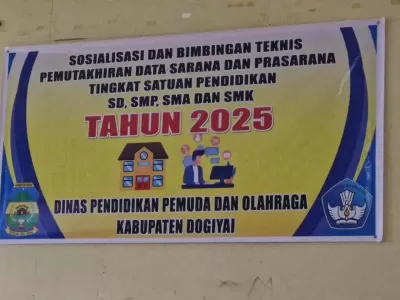 SOSIALISASI DAN BIMBINGAN TEKNIS
PEMUTAKHIRAN DATA SARANA DAN PRASARANA
TINGKAT SATUAN PENDIDIKAN
SD, SMP, SMA DAN SMK
TAHUN 2025
DINAS PENDIDIKAN PEMUDA DAN OLAHRAGA
KABUPATEN DOGIYAI